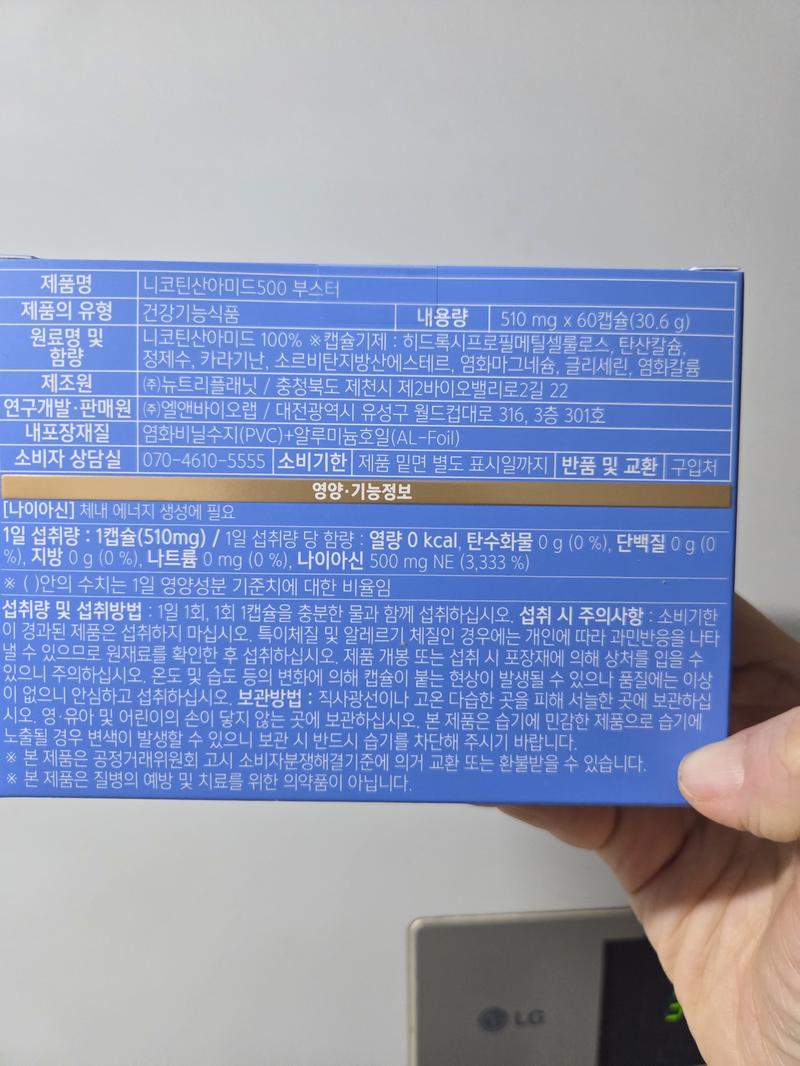 제품명 니코틴산아미드500 부스터
제품의 유형 건강기능식품 내용량 510 mg x 60캡슐(30.6 g)
원료명 및 함량 니코틴산아미드 100% ※캡슐기제 : 히드록시프로필메틸셀룰로스, 탄산칼슘,
정제수, 카라기난, 소르비탄지방산에스테르, 염화마그네슘, 글리세린, 염화칼륨
제조원 ㈜뉴트리플래닛 / 충청북도 제천시 제2바이오밸리로2길 22
연구개발·판매원 ㈜엘앤바이오랩 / 대전광역시 유성구 월드컵대로 316, 3층 301호
내포장재질 염화비닐수지(PVC)+알루미늄호일(AL-Foil)
소비자 상담실 070-4610-5555 소비기한 제품 밑면 별도 표시일까지 반품 및 교환 구입처
영양·기능정보
[나이아신] 체내 에너지 생성에 필요
1일 섭취량 : 1캡슐(510mg) / 1일 섭취량 당 함량 : 열량 0 kcal, 탄수화물 0 g (0 %), 단백질 0 g (0
%), 지방 0 g (0 %), 나트륨 0 mg (0 %), 나이아신 500 mg NE (3,333 %)
※ ( )안의 수치는 1일 영양성분 기준치에 대한 비율임
섭취량 및 섭취방법 : 1일 1회, 1회 1캡슐을 충분한 물과 함께 섭취하십시오. 섭취 시 주의사항 : 소비기한
이 경과된 제품은 섭취하지 마십시오. 특이체질 및 알레르기 체질인 경우에는 개인에 따라 과민반응을 나타
낼 수 있으므로 원재료를 확인한 후 섭취하십시오. 제품 개봉 또는 섭취 시 포장재에 의해 상처를 입을 수
있으니 주의하십시오. 온도 및 습도 등의 변화에 의해 캡슐이 붙는 현상이 발생될 수 있으나 품질에는 이상
이 없으니 안심하고 섭취하십시오. 보관방법 : 직사광선이나 고온 다습한 곳을 피해 서늘한 곳에 보관하십
시오. 영·유아 및 어린이의 손이 닿지 않는 곳에 보관하십시오. 본 제품은 습기에 민감한 제품으로 습기에
노출될 경우 변색이 발생할 수 있으니 보관 시 반드시 습기를 차단해 주시기 바랍니다.
※ 본 제품은 공정거래위원회 고시 소비자분쟁해결기준에 의거 교환 또는 환불받을 수 있습니다.
※ 본 제품은 질병의 예방 및 치료를 위한 의약품이 아닙니다.
LG